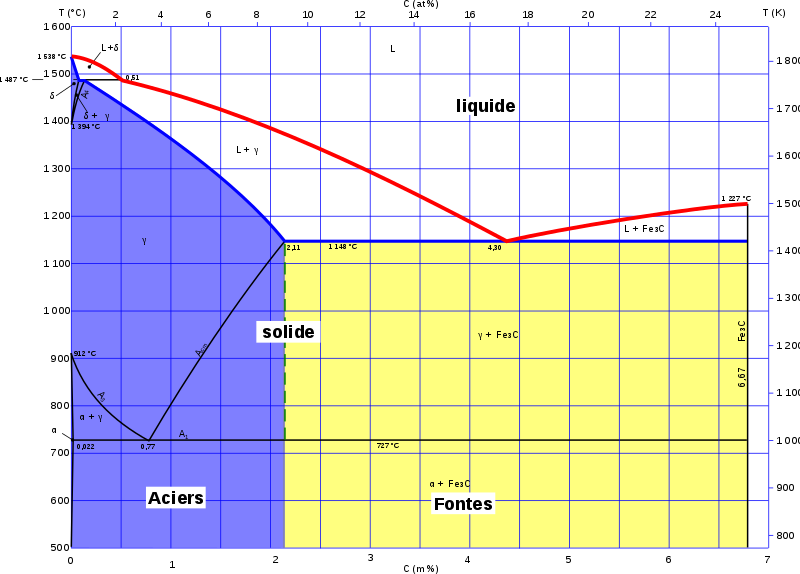 C (at%)
T (°C) 2 4 6 8 10 12 14 16 18 20 22 24 T (K)
1 600
L+δ
L
1 538 °C
1 800
1 487 °C
1 500
0,51
δ
liquide
1 700
δ + γ
1 400
1 394 °C
L + γ
1 600
1 300
1 227 °C
1 500
1 200
L + Fe₃C
γ
2,11
1 148 °C
4,30
1 400
1 100
1 300
1 000
solide
γ + Fe₃C
Fe₃C
1 200
912 °C
900
6,67
1 100
800
α + γ
α
A₁
0,022
0,77
727 °C
1 000
700
α + Fe₃C
900
Aciers
Fontes
600
800
500
0 1 2 3 4 5 6 7
C (m%)